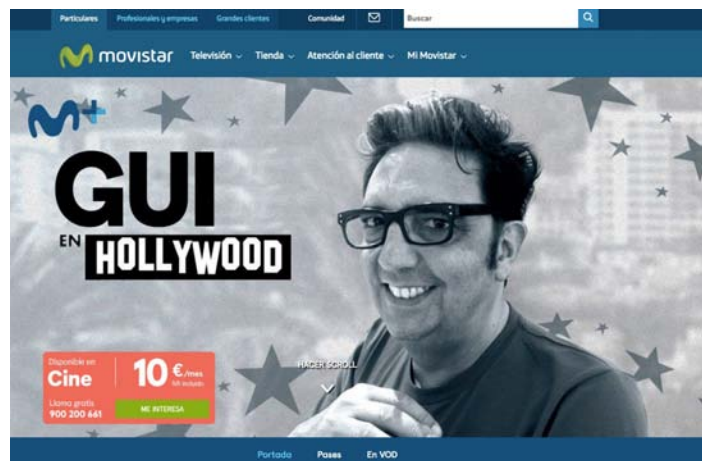 Particulares Profesionales y empresas Grandes clientes Comunidad Buscar
movistar Televisión Tienda Atención al cliente Mi Movistar
M+
GUI
EN HOLLYWOOD
Disponible en
Cine
10 €/mes
IVA incluido
Llama gratis
900 200 661
ME INTERESA
HACER SCROLL
Portada Pases En VOD